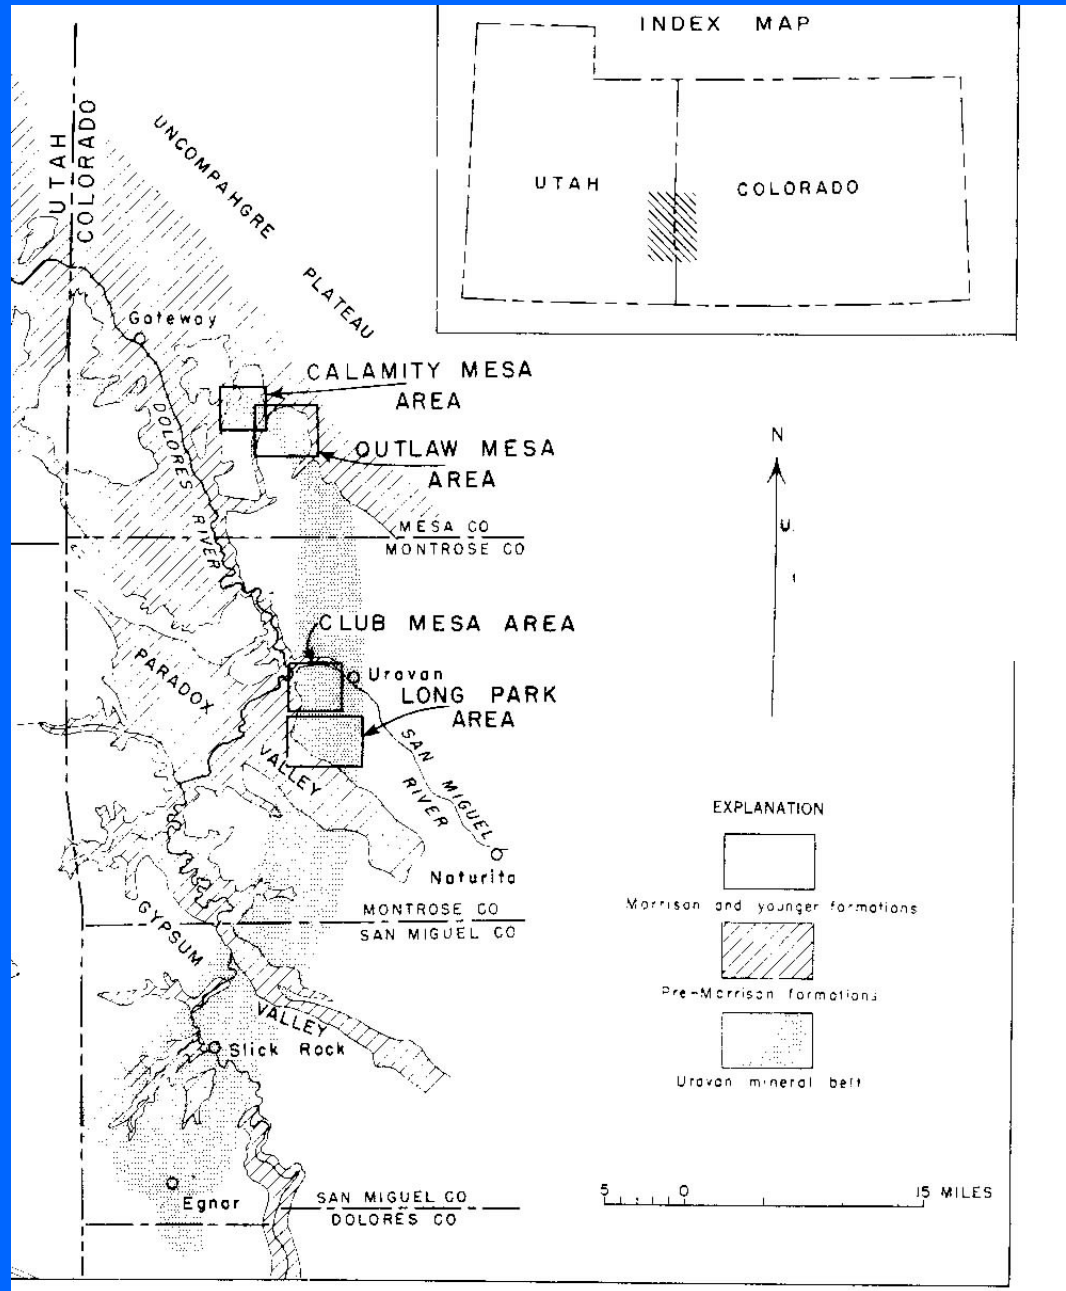 INDEX MAP
UTAH
COLORADO
UTAH
COLORADO
UNCOMPAHGRE
PLATEAU
Gateway
CALAMITY MESA
AREA
DOLORES
RIVER
OUTLAW MESA
AREA
N
U.
MESA CO
MONTROSE CO
CLUB MESA AREA
Uravan
PARADOX
VALLEY
LONG PARK
AREA
SAN MIGUEL
RIVER
Naturita
EXPLANATION
Morrison and younger formations
Pre-Morrison formations
Uravan mineral belt
MONTROSE CO
SAN MIGUEL CO
GYPSUM
VALLEY
Slick Rock
Egnar
SAN MIGUEL CO
DOLORES CO
5 0 15 MILES